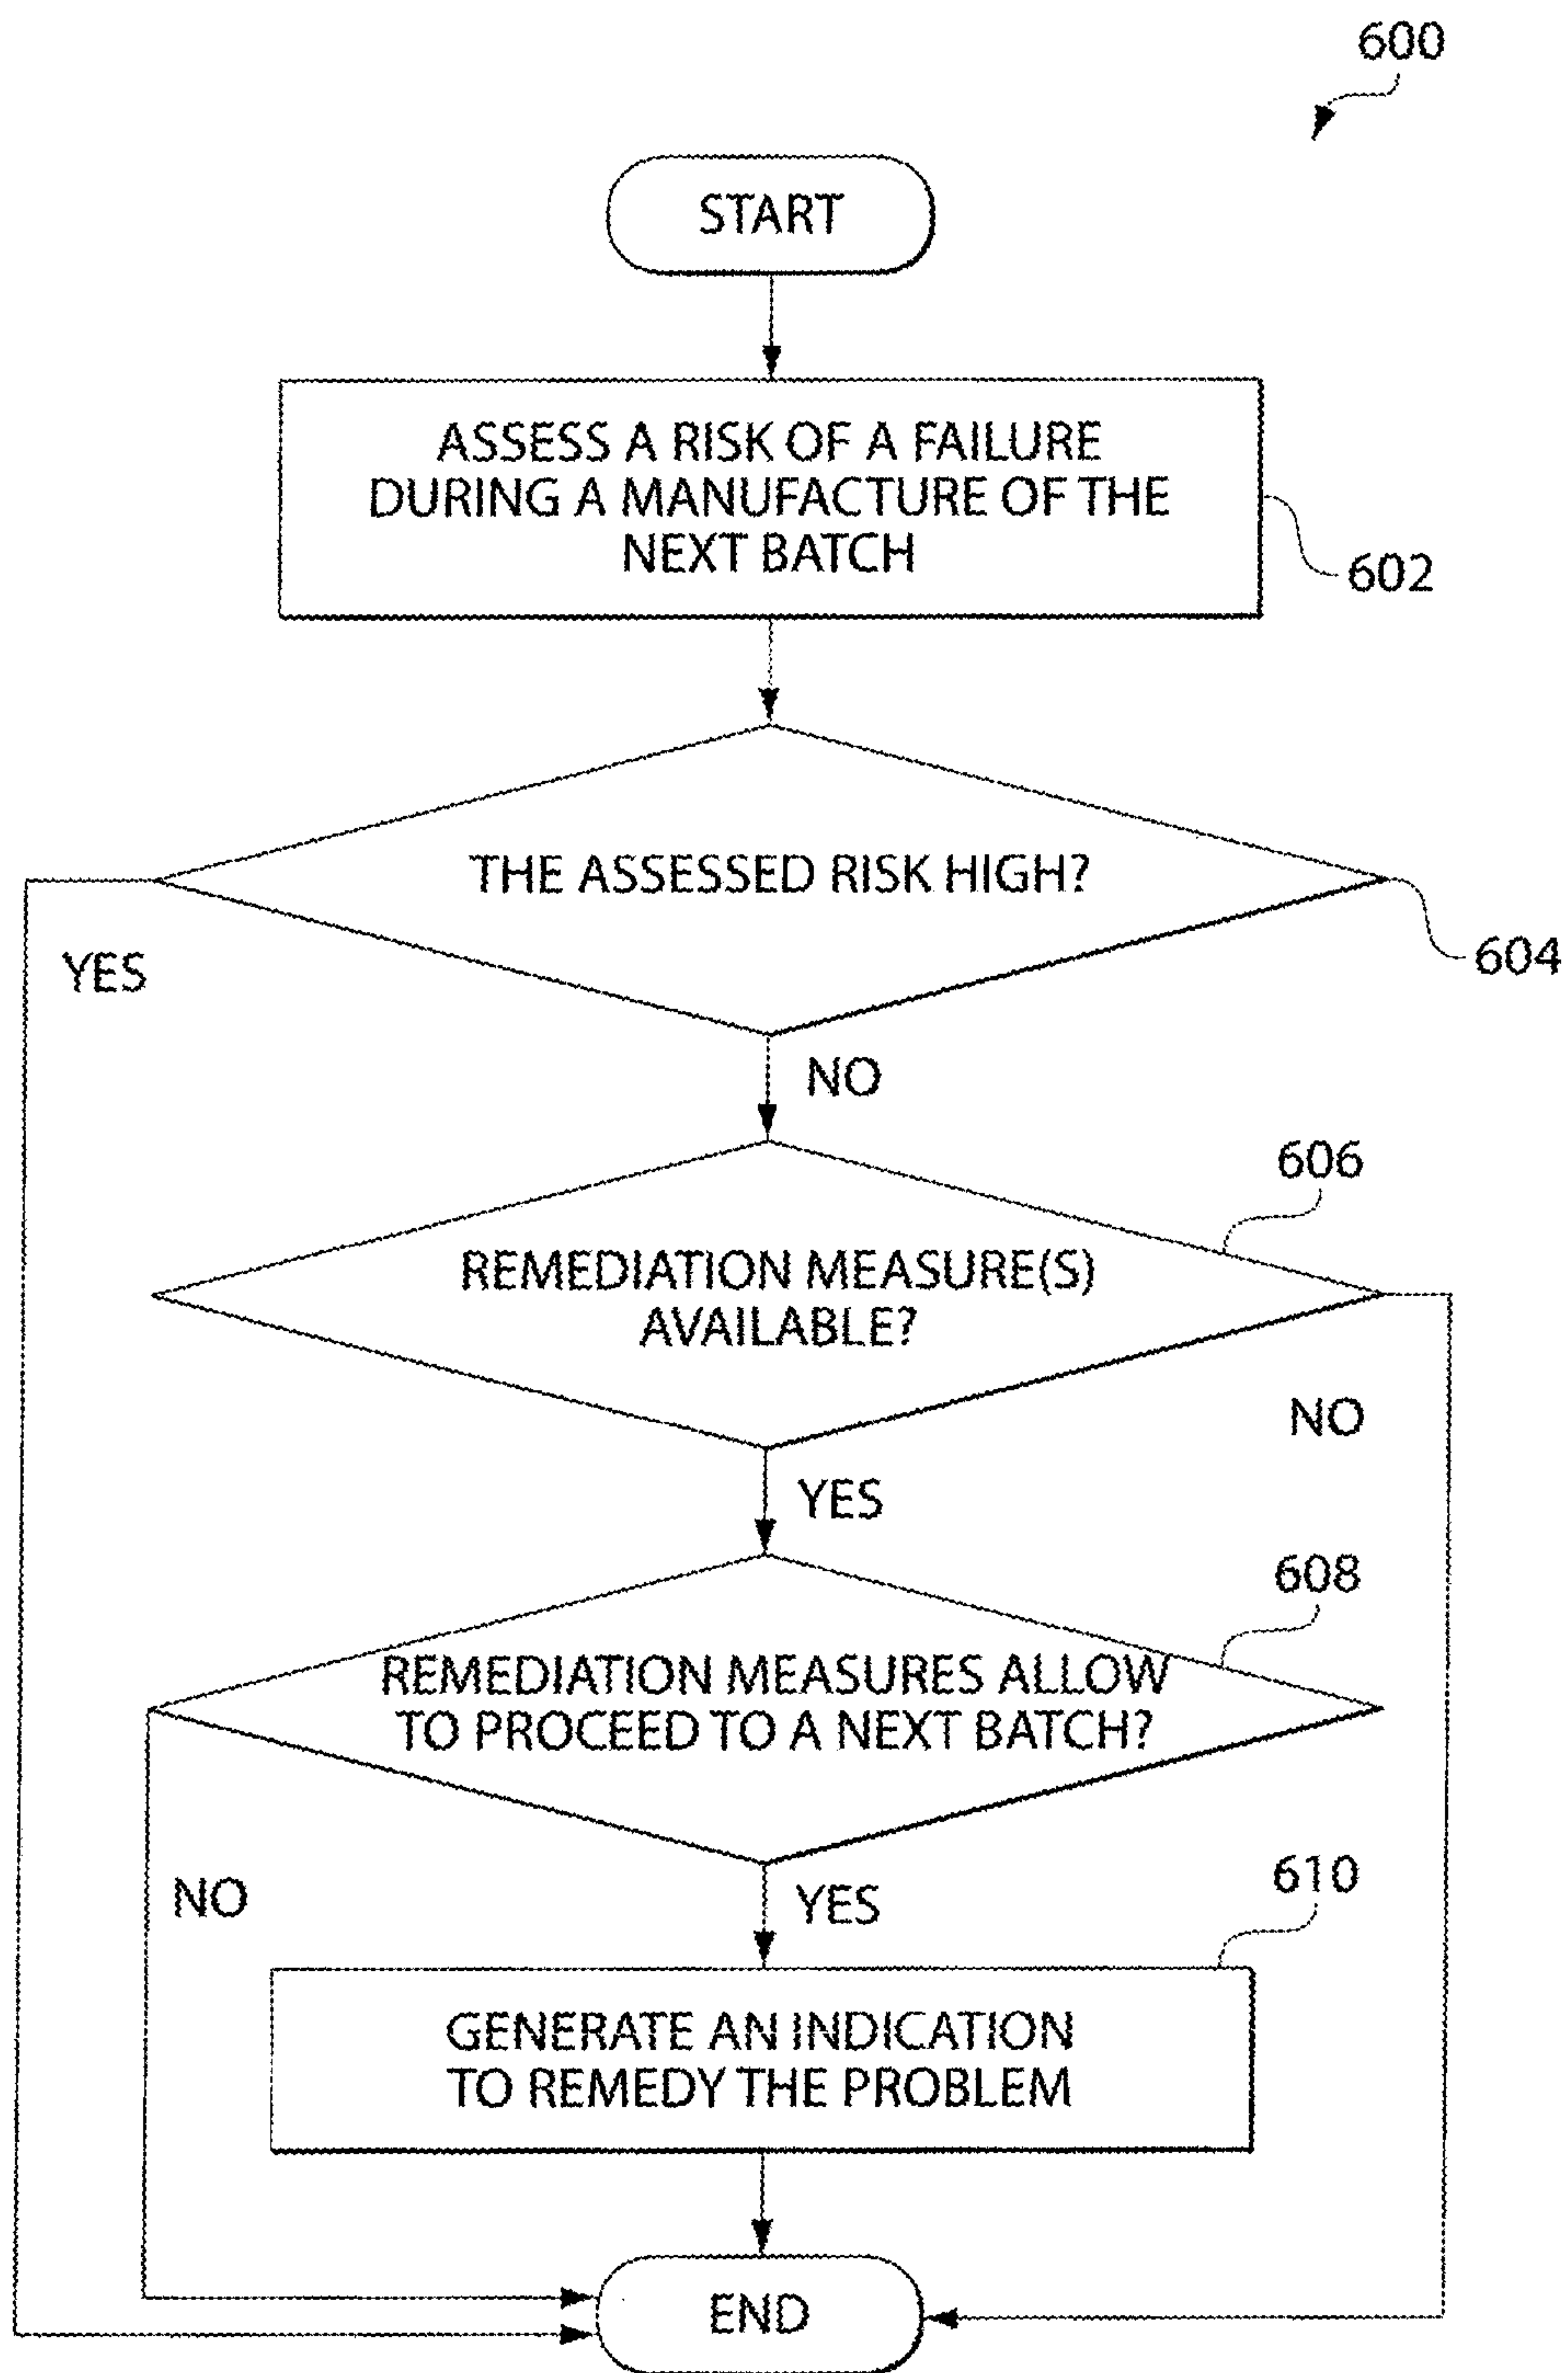 600
START
ASSESS A RISK OF A FAILURE
DURING A MANUFACTURE OF THE
NEXT BATCH
602
THE ASSESSED RISK HIGH?
604
YES
NO
606
REMEDIATION MEASURE(S)
AVAILABLE?
NO
YES
608
REMEDIATION MEASURES ALLOW
TO PROCEED TO A NEXT BATCH?
NO
YES
610
GENERATE AN INDICATION
TO REMEDY THE PROBLEM
END